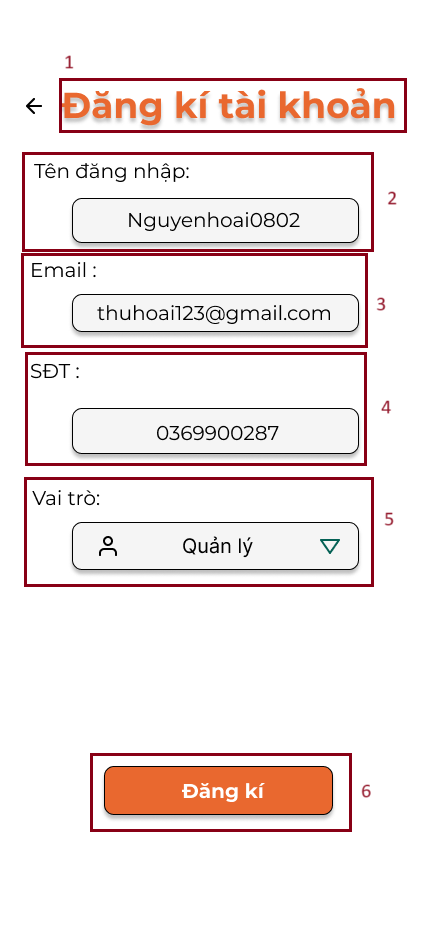 1
Đăng kí tài khoản
Tên đăng nhập:
2
Nguyenhoai0802
Email :
3
thuhoai123@gmail.com
SĐT :
4
0369900287
Vai trò:
5
Quản lý
Đăng kí
6